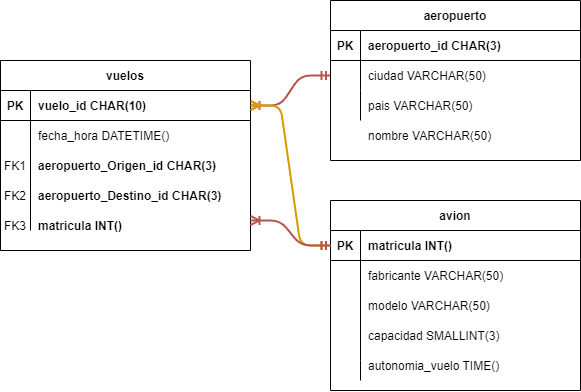 aeropuerto
PK aeropuerto_id CHAR(3)
ciudad VARCHAR(50)
pais VARCHAR(50)
nombre VARCHAR(50)
vuelos
PK vuelo_id CHAR(10)
fecha_hora DATETIME()
FK1 aeropuerto_Origen_id CHAR(3)
FK2 aeropuerto_Destino_id CHAR(3)
FK3 matricula INT()
avion
PK matricula INT()
fabricante VARCHAR(50)
modelo VARCHAR(50)
capacidad SMALLINT(3)
autonomia_vuelo TIME()